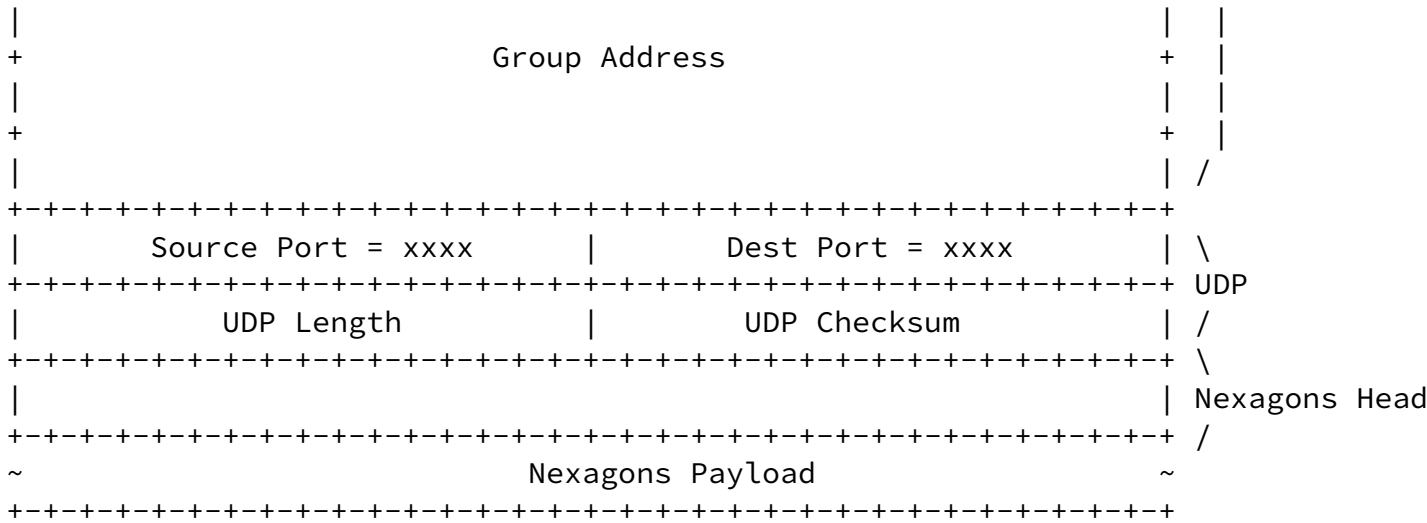 |                                                               |  |
+                          Group Address                        +  |
|                                                               |  |
+                                                               +  |
|                                                               | /
+-+-+-+-+-+-+-+-+-+-+-+-+-+-+-+-+-+-+-+-+-+-+-+-+-+-+-+-+-+-+-+-+
|       Source Port = xxxx      |       Dest Port = xxxx        | \
+-+-+-+-+-+-+-+-+-+-+-+-+-+-+-+-+-+-+-+-+-+-+-+-+-+-+-+-+-+-+-+-+ UDP
|           UDP Length          |        UDP Checksum           | /
+-+-+-+-+-+-+-+-+-+-+-+-+-+-+-+-+-+-+-+-+-+-+-+-+-+-+-+-+-+-+-+-+ \
|                                                               | Nexagons Head
+-+-+-+-+-+-+-+-+-+-+-+-+-+-+-+-+-+-+-+-+-+-+-+-+-+-+-+-+-+-+-+-+ /
~                            Nexagons Payload                   ~
+-+-+-+-+-+-+-+-+-+-+-+-+-+-+-+-+-+-+-+-+-+-+-+-+-+-+-+-+-+-+-+-+